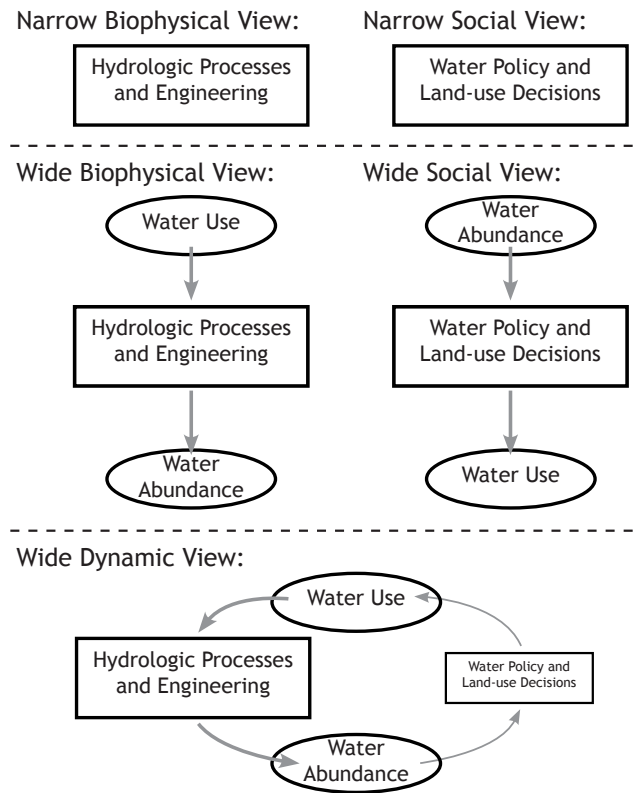 Narrow Biophysical View:
Narrow Social View:
Hydrologic Processes
and Engineering
Water Policy and
Land-use Decisions
Wide Biophysical View:
Wide Social View:
Water Use
Water
Abundance
Hydrologic Processes
and Engineering
Water Policy and
Land-use Decisions
Water
Abundance
Water Use
Wide Dynamic View:
Water Use
Hydrologic Processes
and Engineering
Water Policy and
Land-use Decisions
Water
Abundance